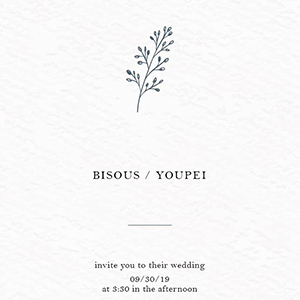 BISOUS / YOUPEI
invite you to their wedding
09/30/19
at 3:30 in the afternoon